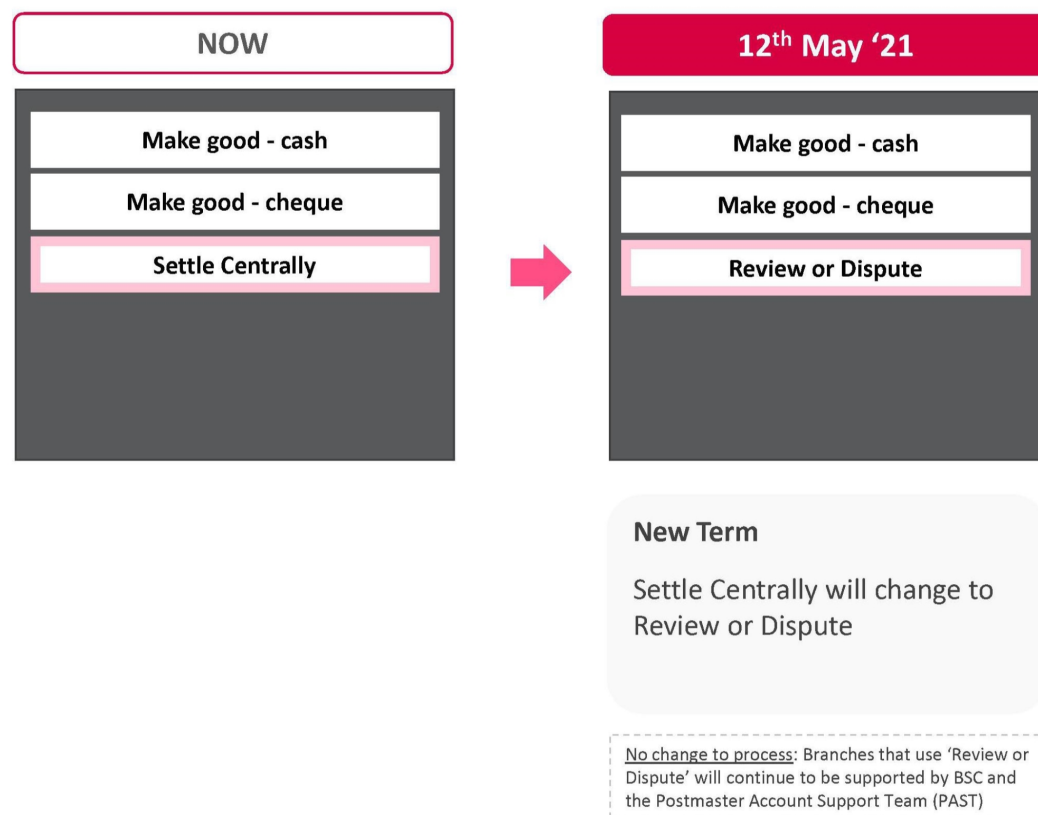 NOW
Make good - cash
Make good - cheque
Settle Centrally
12th May ‘21
Make good - cash
Make good - cheque
Review or Dispute
New Term
Settle Centrally will change to
Review or Dispute
No change to process: Branches that use ‘Review or
Dispute’ will continue to be supported by BSC and
the Postmaster Account Support Team (PAST)